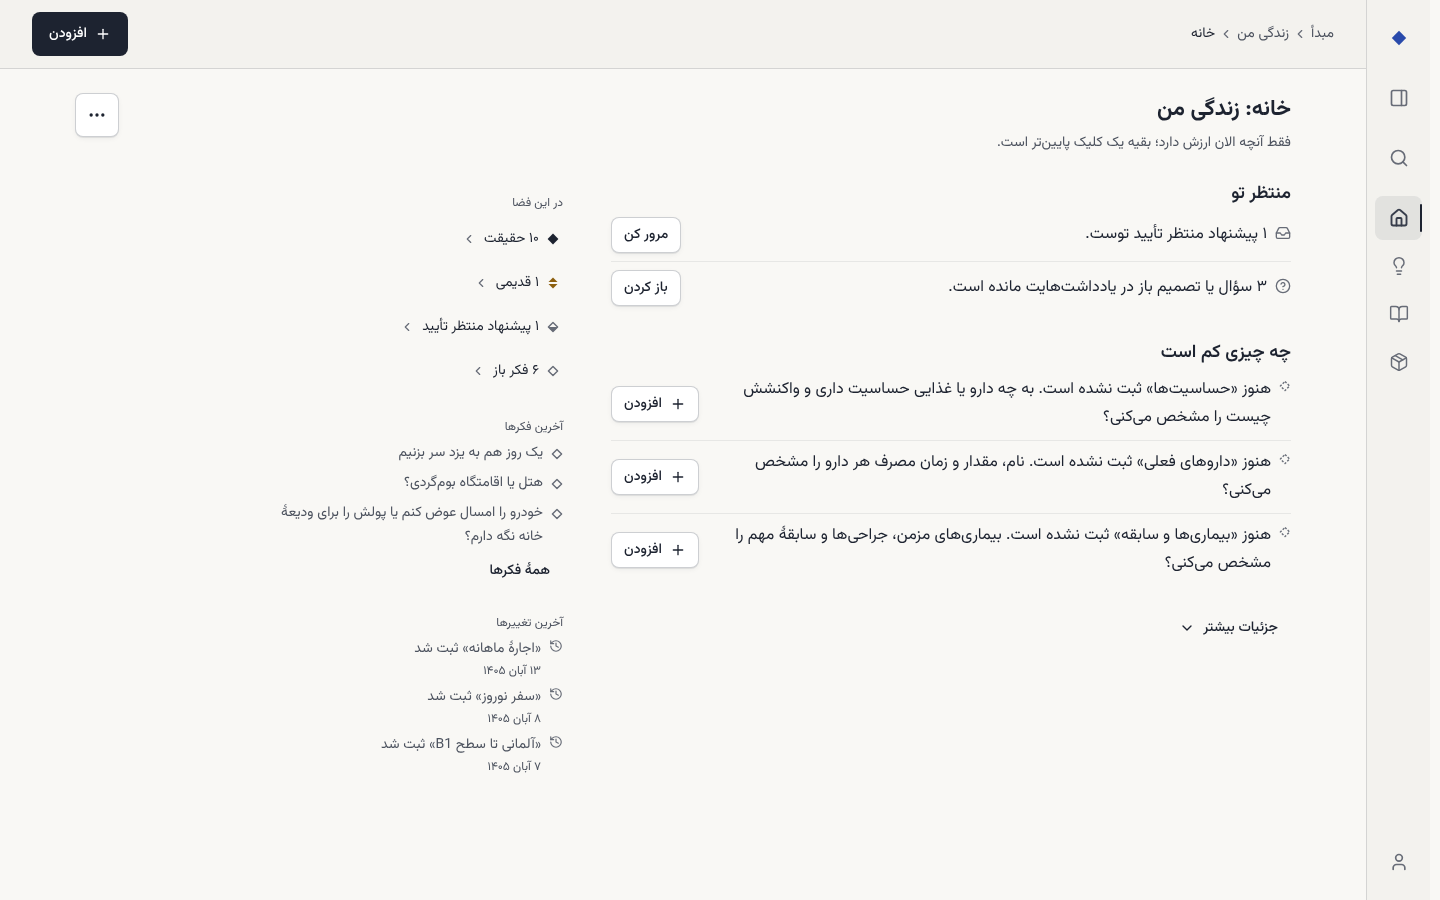 مبدأ › زندگی من › خانه
افزودن
خانه: زندگی من
فقط آنچه الان ارزش دارد؛ بقیه یک کلیک پایین‌تر است.
منتظر تو
۱ پیشنهاد منتظر تأیید توست.
مرور کن
۳ سؤال یا تصمیم باز در یادداشت‌هایت مانده است.
باز کردن
چه چیزی کم است
هنوز «حساسیت‌ها» ثبت نشده است. به چه دارو یا غذایی حساسیت داری و واکنشش
چیست را مشخص می‌کنی؟
افزودن
هنوز «داروهای فعلی» ثبت نشده است. نام، مقدار و زمان مصرف هر دارو را مشخص
می‌کنی؟
افزودن
هنوز «بیماری‌ها و سابقه» ثبت نشده است. بیماری‌های مزمن، جراحی‌ها و سابقهٔ مهم را
مشخص می‌کنی؟
افزودن
جزئیات بیشتر
در این فضا
۱۰ حقیقت
۱ قدیمی
۱ پیشنهاد منتظر تأیید
۶ فکر باز
آخرین فکرها
یک روز هم به یزد سر بزنیم
هتل یا اقامتگاه بوم‌گردی؟
خودرو را امسال عوض کنم یا پولش را برای ودیعهٔ
خانه نگه دارم؟
همهٔ فکرها
آخرین تغییرها
«اجارهٔ ماهانه» ثبت شد
۱۳ آبان ۱۴۰۵
«سفر نوروز» ثبت شد
۸ آبان ۱۴۰۵
«آلمانی تا سطح B1» ثبت شد
۷ آبان ۱۴۰۵